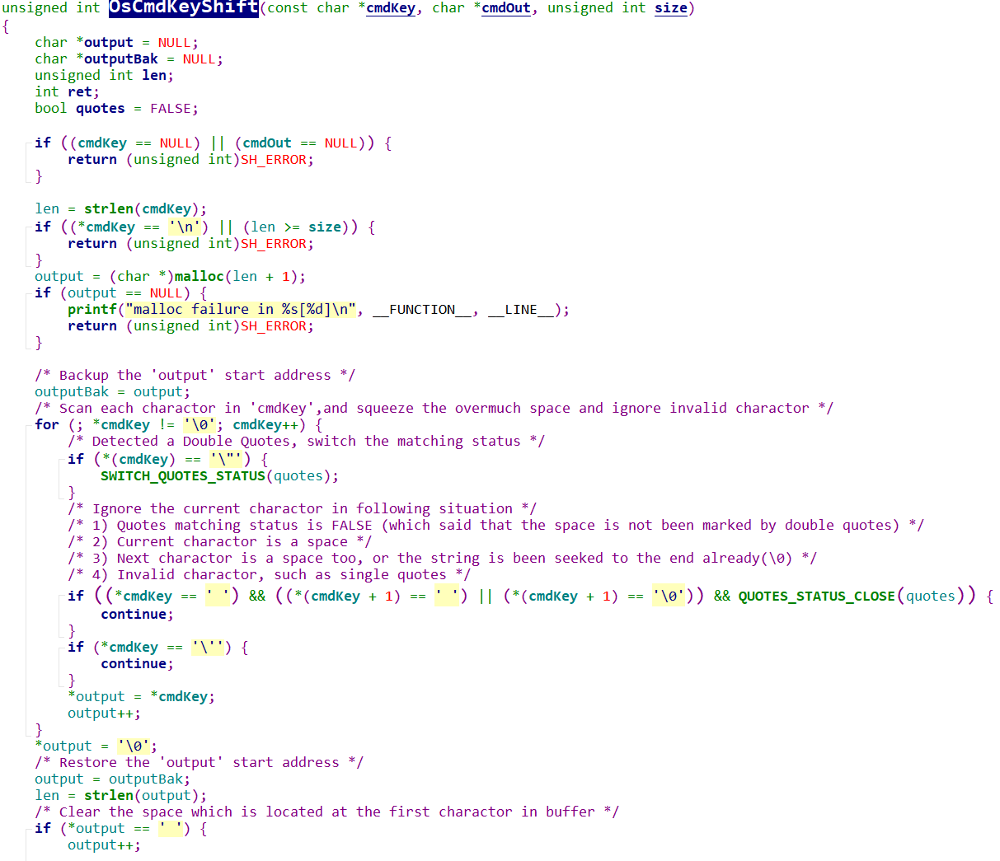 unsigned int OsCmdKeyShift(const char *cmdKey, char *cmdOut, unsigned int size)
{
    char *output = NULL;
    char *outputBak = NULL;
    unsigned int len;
    int ret;
    bool quotes = FALSE;

    if ((cmdKey == NULL) || (cmdOut == NULL)) {
        return (unsigned int)SH_ERROR;
    }

    len = strlen(cmdKey);
    if ((*cmdKey == '\n') || (len >= size)) {
        return (unsigned int)SH_ERROR;
    }
    output = (char *)malloc(len + 1);
    if (output == NULL) {
        printf("malloc failure in %s[%d]\n", __FUNCTION__, __LINE__);
        return (unsigned int)SH_ERROR;
    }

    /* Backup the 'output' start address */
    outputBak = output;
    /* Scan each charactor in 'cmdKey',and squeeze the overmuch space and ignore invalid charactor */
    for (; *cmdKey != '\0'; cmdKey++) {
        /* Detected a Double Quotes, switch the matching status */
        if (*(cmdKey) == '\"') {
            SWITCH_QUOTES_STATUS(quotes);
        }
        /* Ignore the current charactor in following situation */
        /* 1) Quotes matching status is FALSE (which said that the space is not been marked by double quotes) */
        /* 2) Current charactor is a space */
        /* 3) Next charactor is a space too, or the string is been seeked to the end already(\0) */
        /* 4) Invalid charactor, such as single quotes */
        if ((*cmdKey == ' ') && ((*(cmdKey + 1) == ' ') || (*(cmdKey + 1) == '\0')) && QUOTES_STATUS_CLOSE(quotes)) {
            continue;
        }
        if (*cmdKey == '\'') {
            continue;
        }
        *output = *cmdKey;
        output++;
    }
    *output = '\0';
    /* Restore the 'output' start address */
    output = outputBak;
    len = strlen(output);
    /* Clear the space which is located at the first charactor in buffer */
    if (*output == ' ') {
        output++;